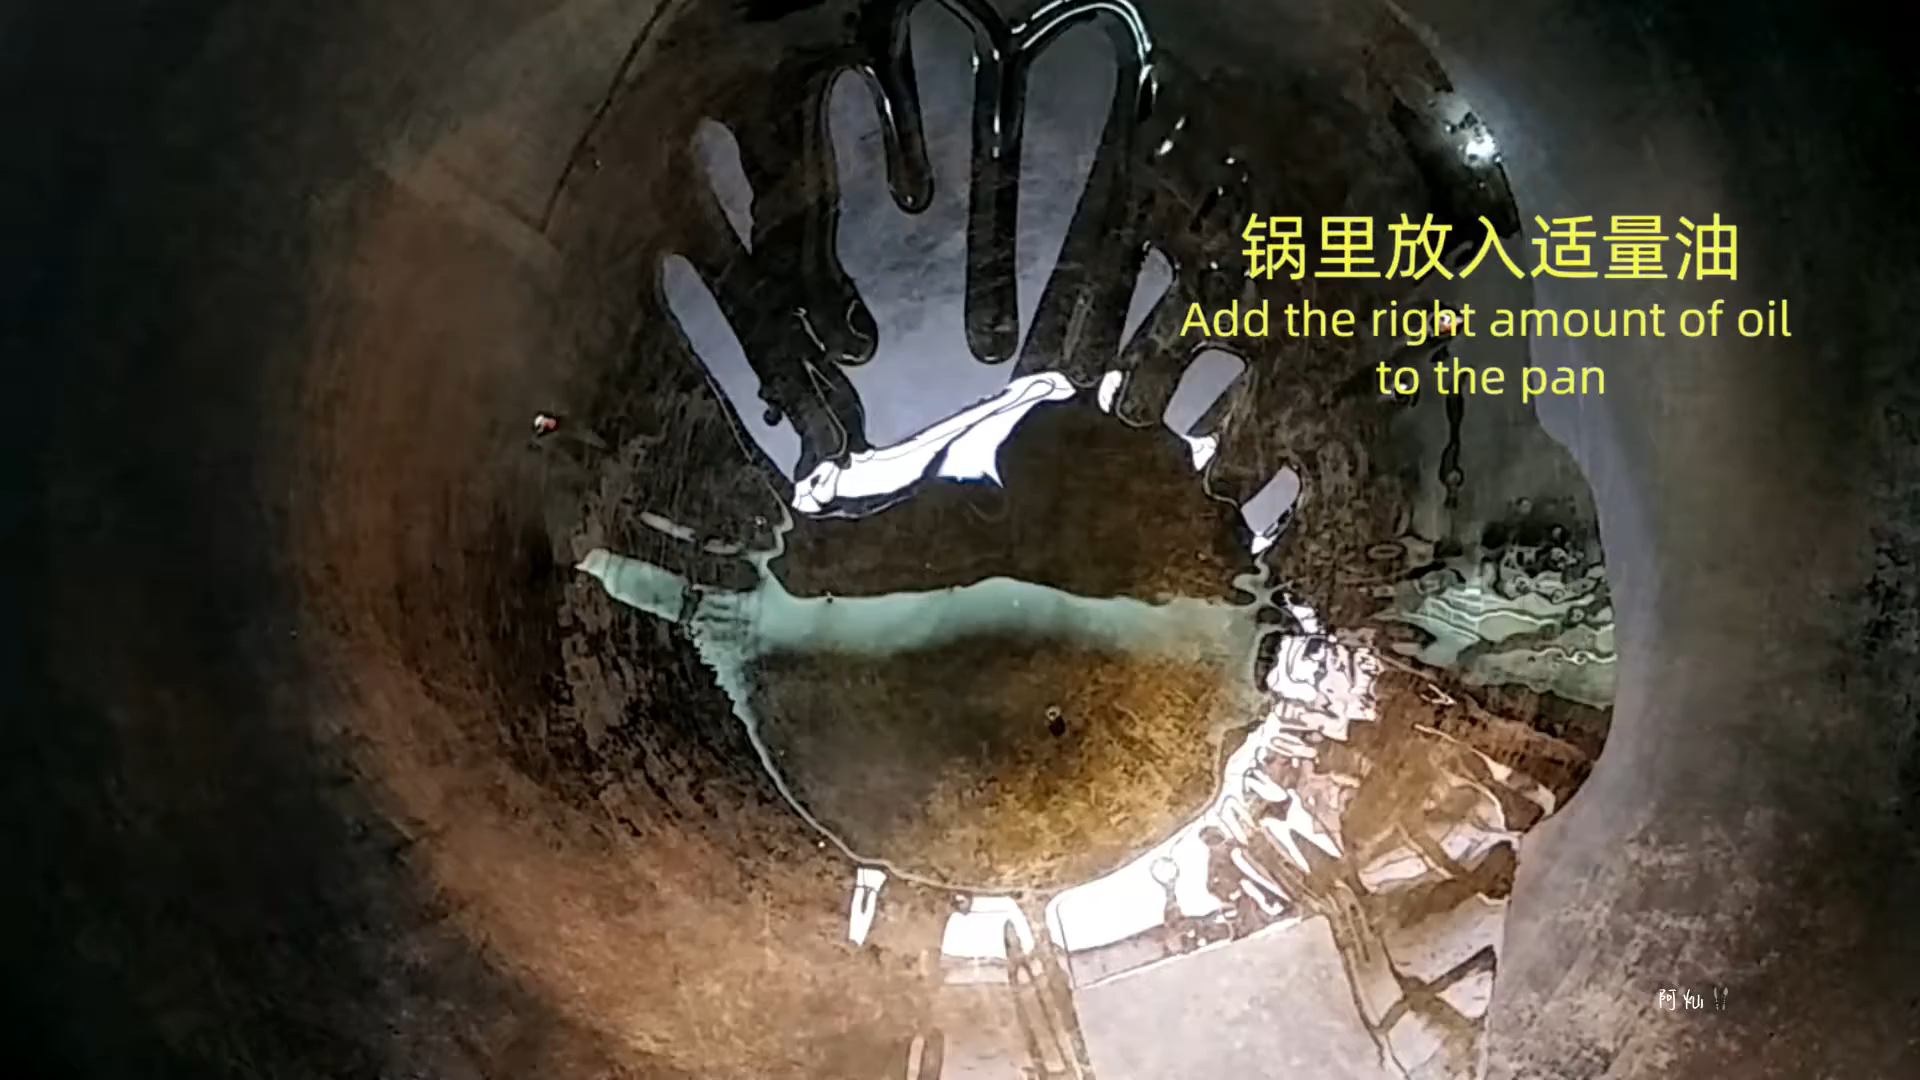 锅里放入适量油
Add the right amount of oil
to the pan